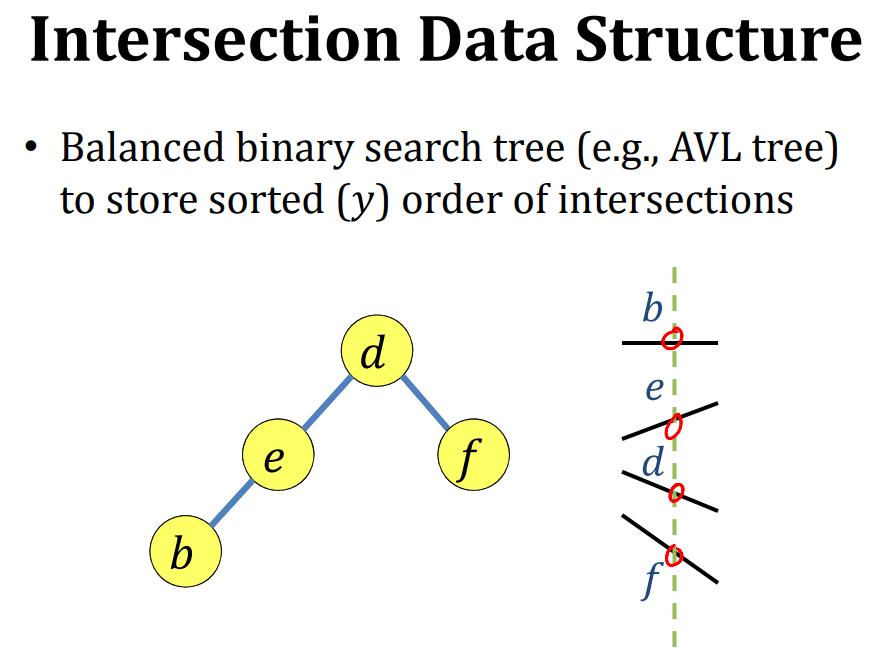 Intersection Data Structure
• Balanced binary search tree (e.g., AVL tree)
to store sorted (y) order of intersections
d
e
f
b
b
e
d
f